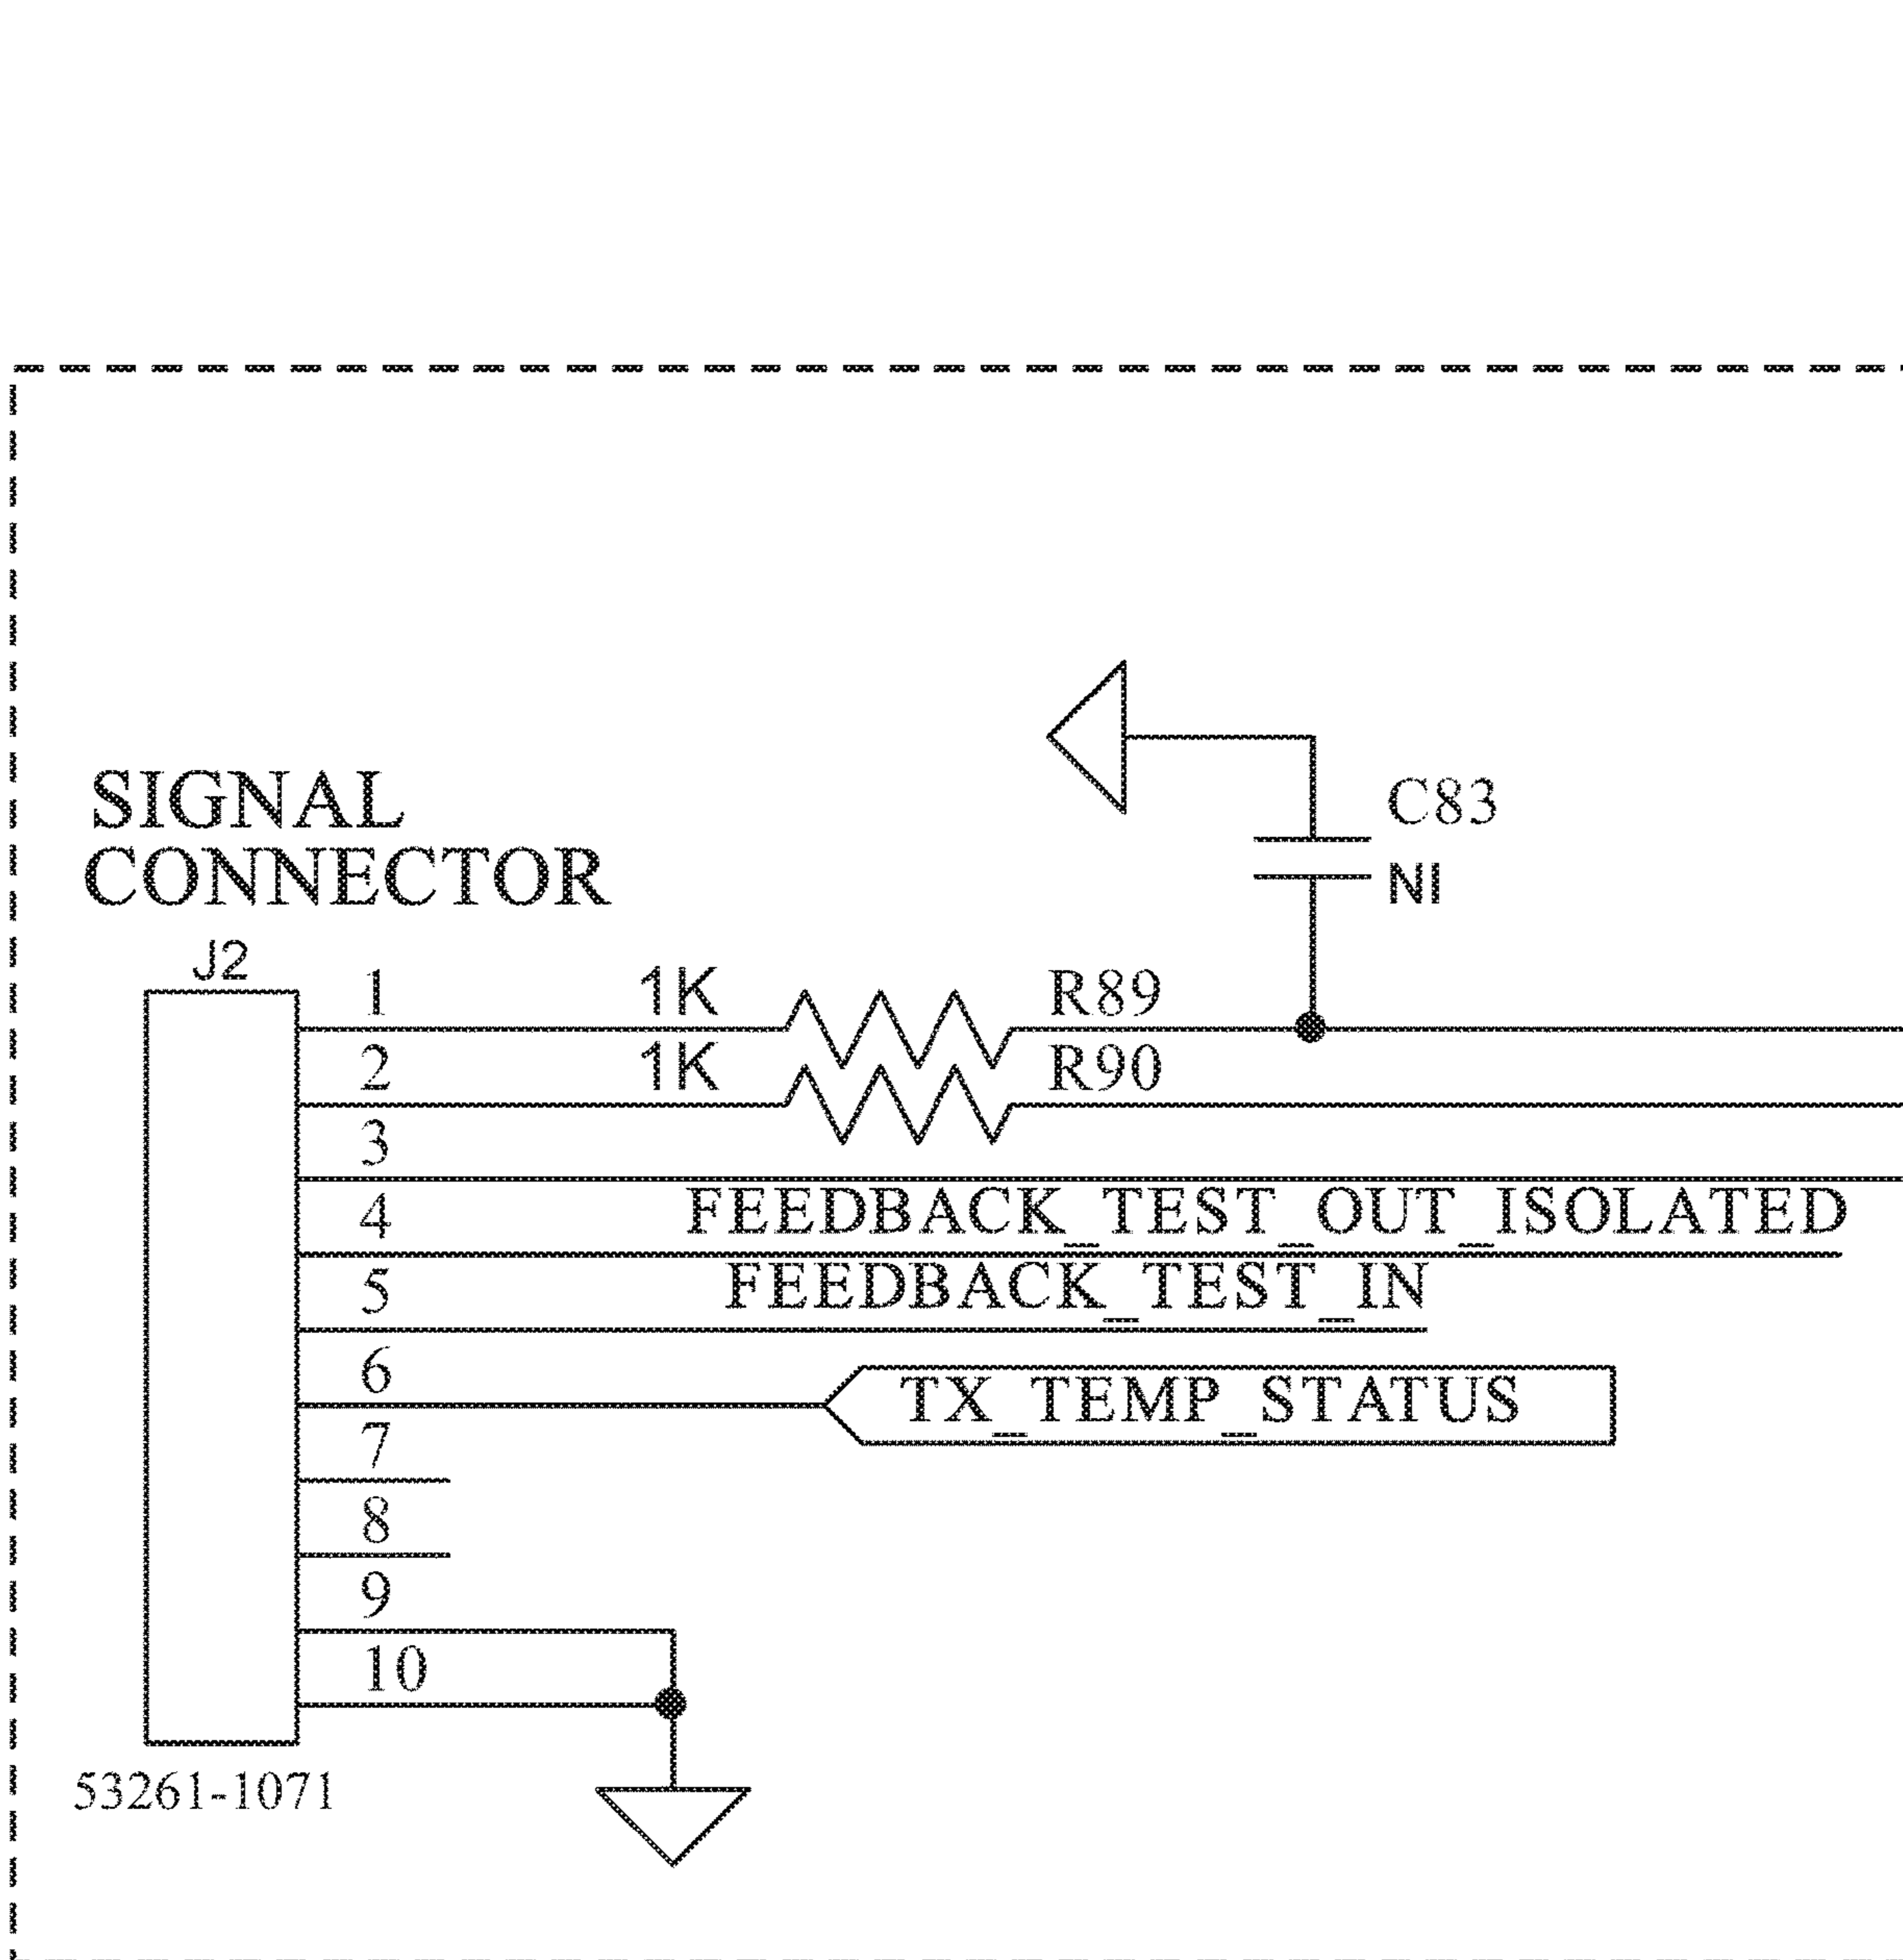 SIGNAL
CONNECTOR
C83
NI
J2
1
1K
R89
2
1K
R90
3
4
FEEDBACK_TEST_OUT_ISOLATED
5
FEEDBACK_TEST_IN
6
TX_TEMP_STATUS
7
8
9
10
53261-1071